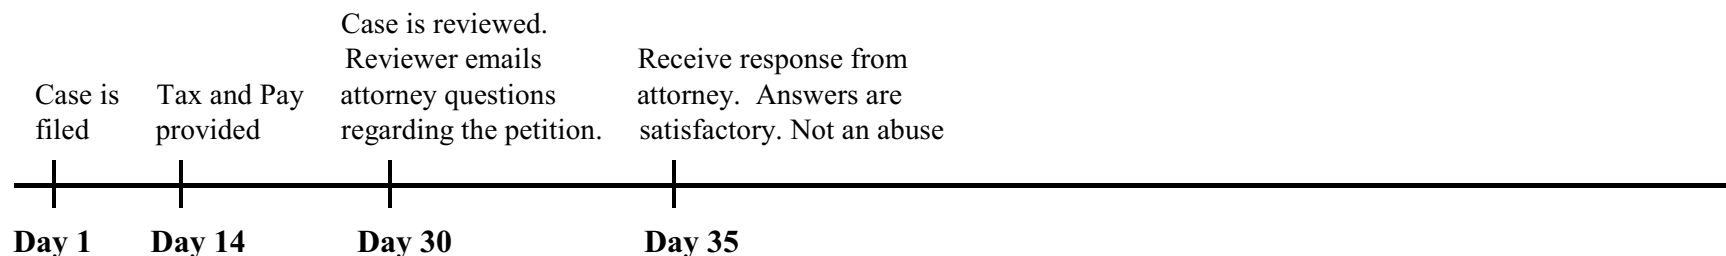 Case is
filed
Tax and Pay
provided
Case is reviewed.
Reviewer emails
attorney questions
regarding the petition.
Receive response from
attorney.  Answers are
satisfactory. Not an abuse
Day 1
Day 14
Day 30
Day 35